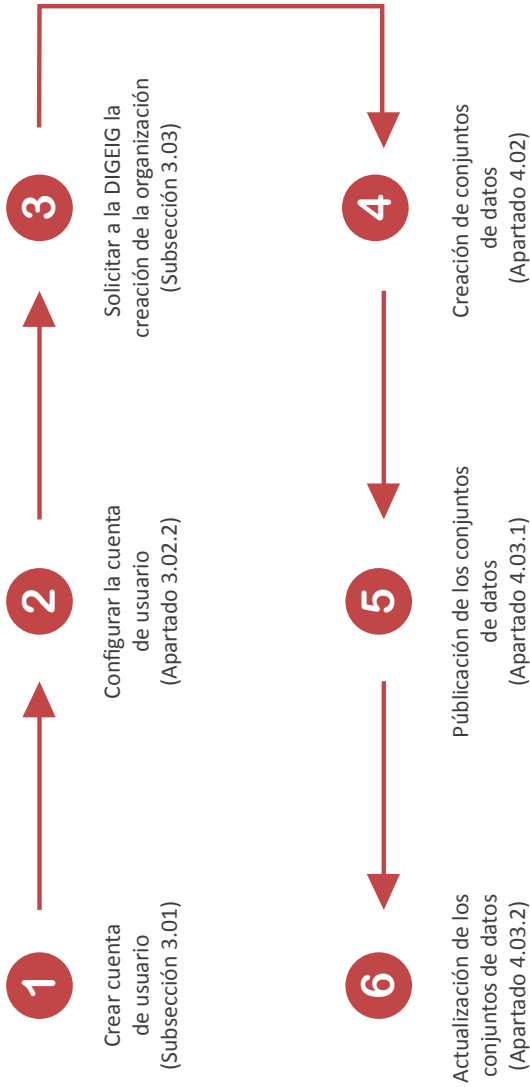 1
Crear cuenta
de usuario
(Subsección 3.01)
2
Configurar la cuenta
de usuario
(Apartado 3.02.2)
3
Solicitar a la DIGEIG la
creación de la organización
(Subsección 3.03)
4
Creación de conjuntos
de datos
(Apartado 4.02)
5
Públicación de los conjuntos
de datos
(Apartado 4.03.1)
6
Actualización de los
conjuntos de datos
(Apartado 4.03.2)